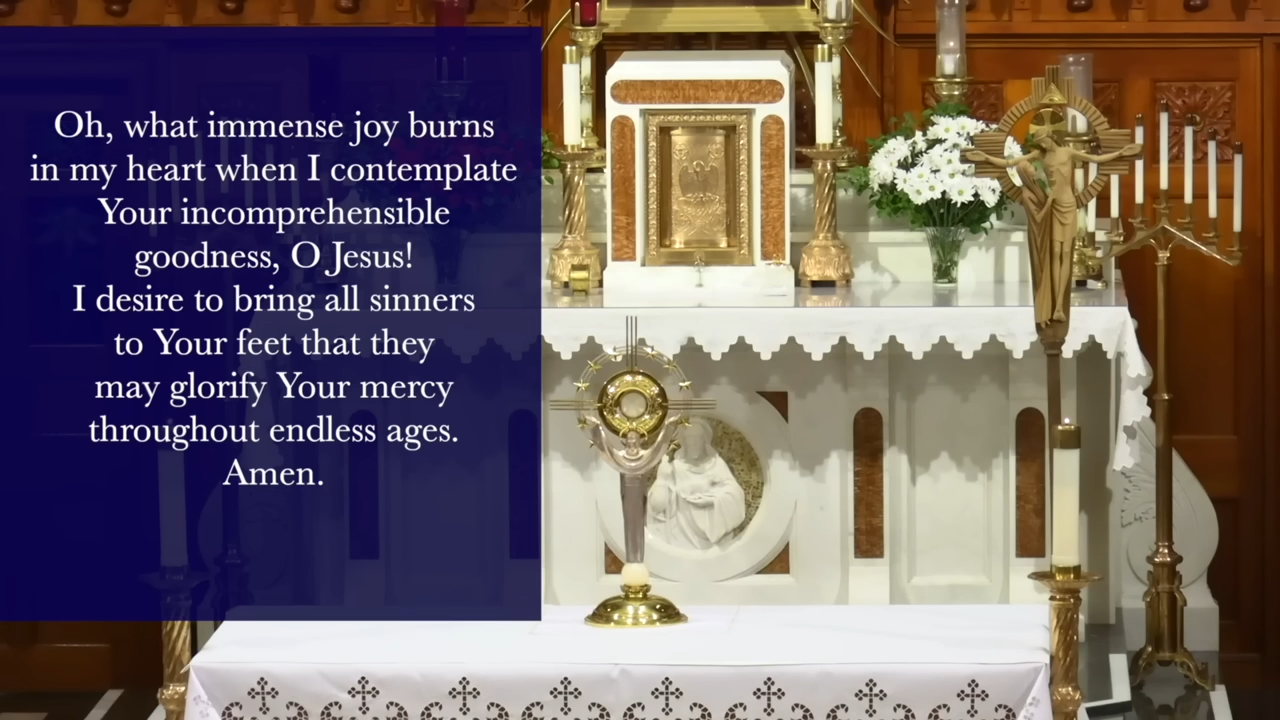 Oh, what immense joy burns
in my heart when I contemplate
Your incomprehensible
goodness, O Jesus!
I desire to bring all sinners
to Your feet that they
may glorify Your mercy
throughout endless ages.
Amen.